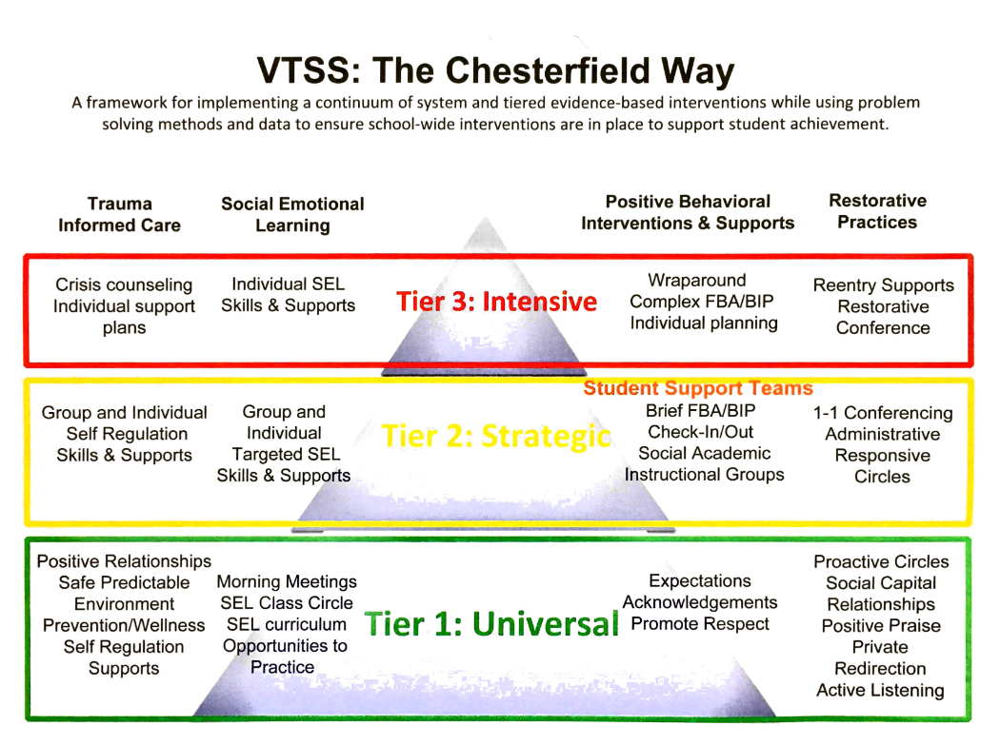 VTSS: The Chesterfield Way
A framework for implementing a continuum of system and tiered evidence-based interventions while using problem
solving methods and data to ensure school-wide interventions are in place to support student achievement.
Trauma
Informed Care
Social Emotional
Learning
Positive Behavioral
Interventions & Supports
Restorative
Practices
Crisis counseling
Individual support
plans
Individual SEL
Skills & Supports
Tier 3: Intensive
Wraparound
Complex FBA/BIP
Individual planning
Reentry Supports
Restorative
Conference
Group and Individual
Self Regulation
Skills & Supports
Group and
Individual
Targeted SEL
Skills & Supports
Tier 2: Strategic
Student Support Teams
Brief FBA/BIP
Check-In/Out
Social Academic
Instructional Groups
1-1 Conferencing
Administrative
Responsive
Circles
Positive Relationships
Safe Predictable
Environment
Prevention/Wellness
Self Regulation
Supports
Morning Meetings
SEL Class Circle
SEL curriculum
Opportunities to
Practice
Tier 1: Universal
Expectations
Acknowledgements
Promote Respect
Proactive Circles
Social Capital
Relationships
Positive Praise
Private
Redirection
Active Listening